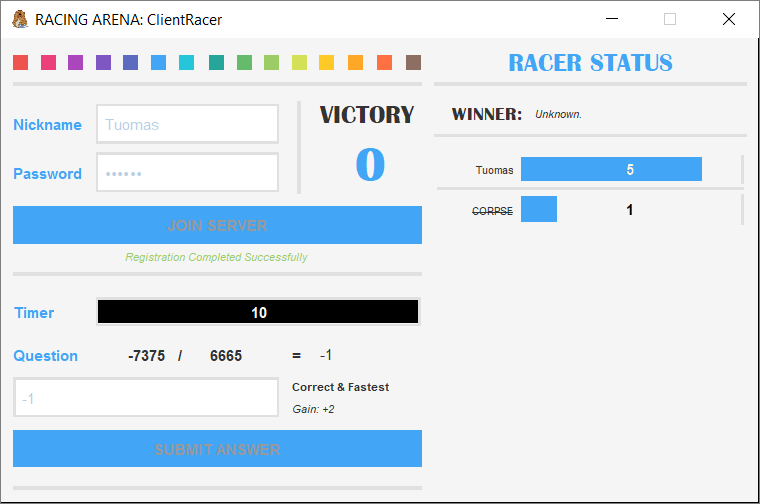 RACING ARENA: ClientRacer
Nickname
Tuomas
Password
••••••
VICTORY
0
JOIN SERVER
Registration Completed Successfully
Timer
10
Question
-7375 / 6665 = -1
-1
Correct & Fastest
Gain: +2
SUBMIT ANSWER
RACER STATUS
WINNER: Unknown.
Tuomas 5
CORPSE 1